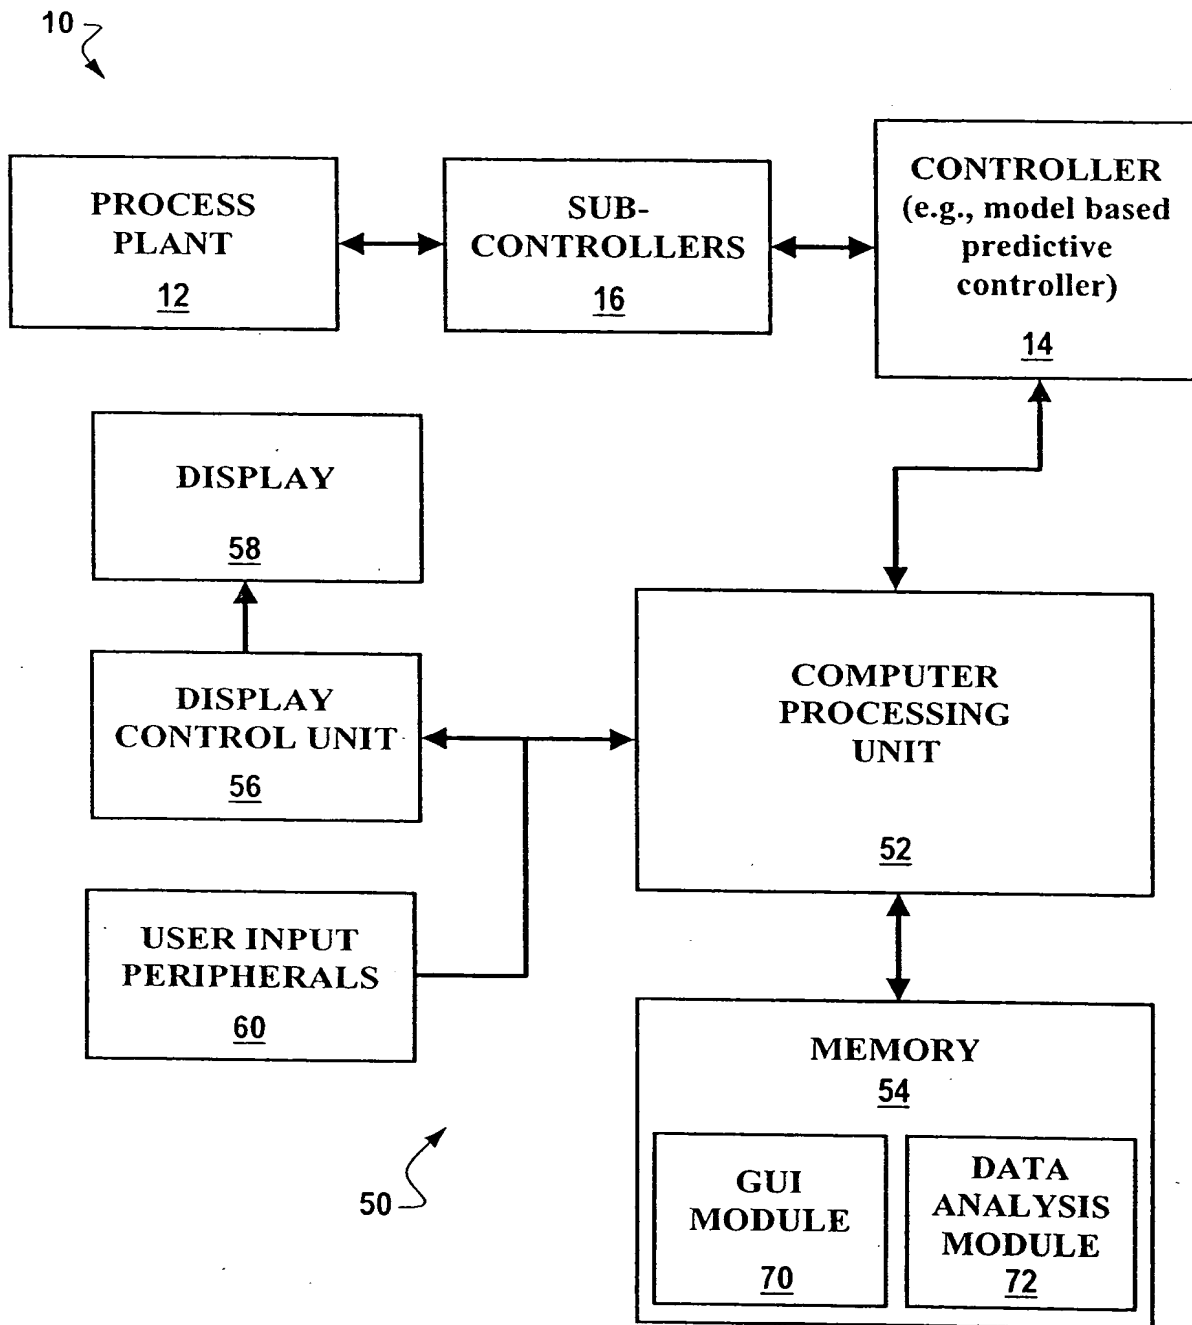 10
PROCESS
PLANT
12
SUB-
CONTROLLERS
16
CONTROLLER
(e.g., model based
predictive
controller)
14
DISPLAY
58
DISPLAY
CONTROL UNIT
56
COMPUTER
PROCESSING
UNIT
52
USER INPUT
PERIPHERALS
60
MEMORY
54
GUI
MODULE
70
DATA
ANALYSIS
MODULE
72
50